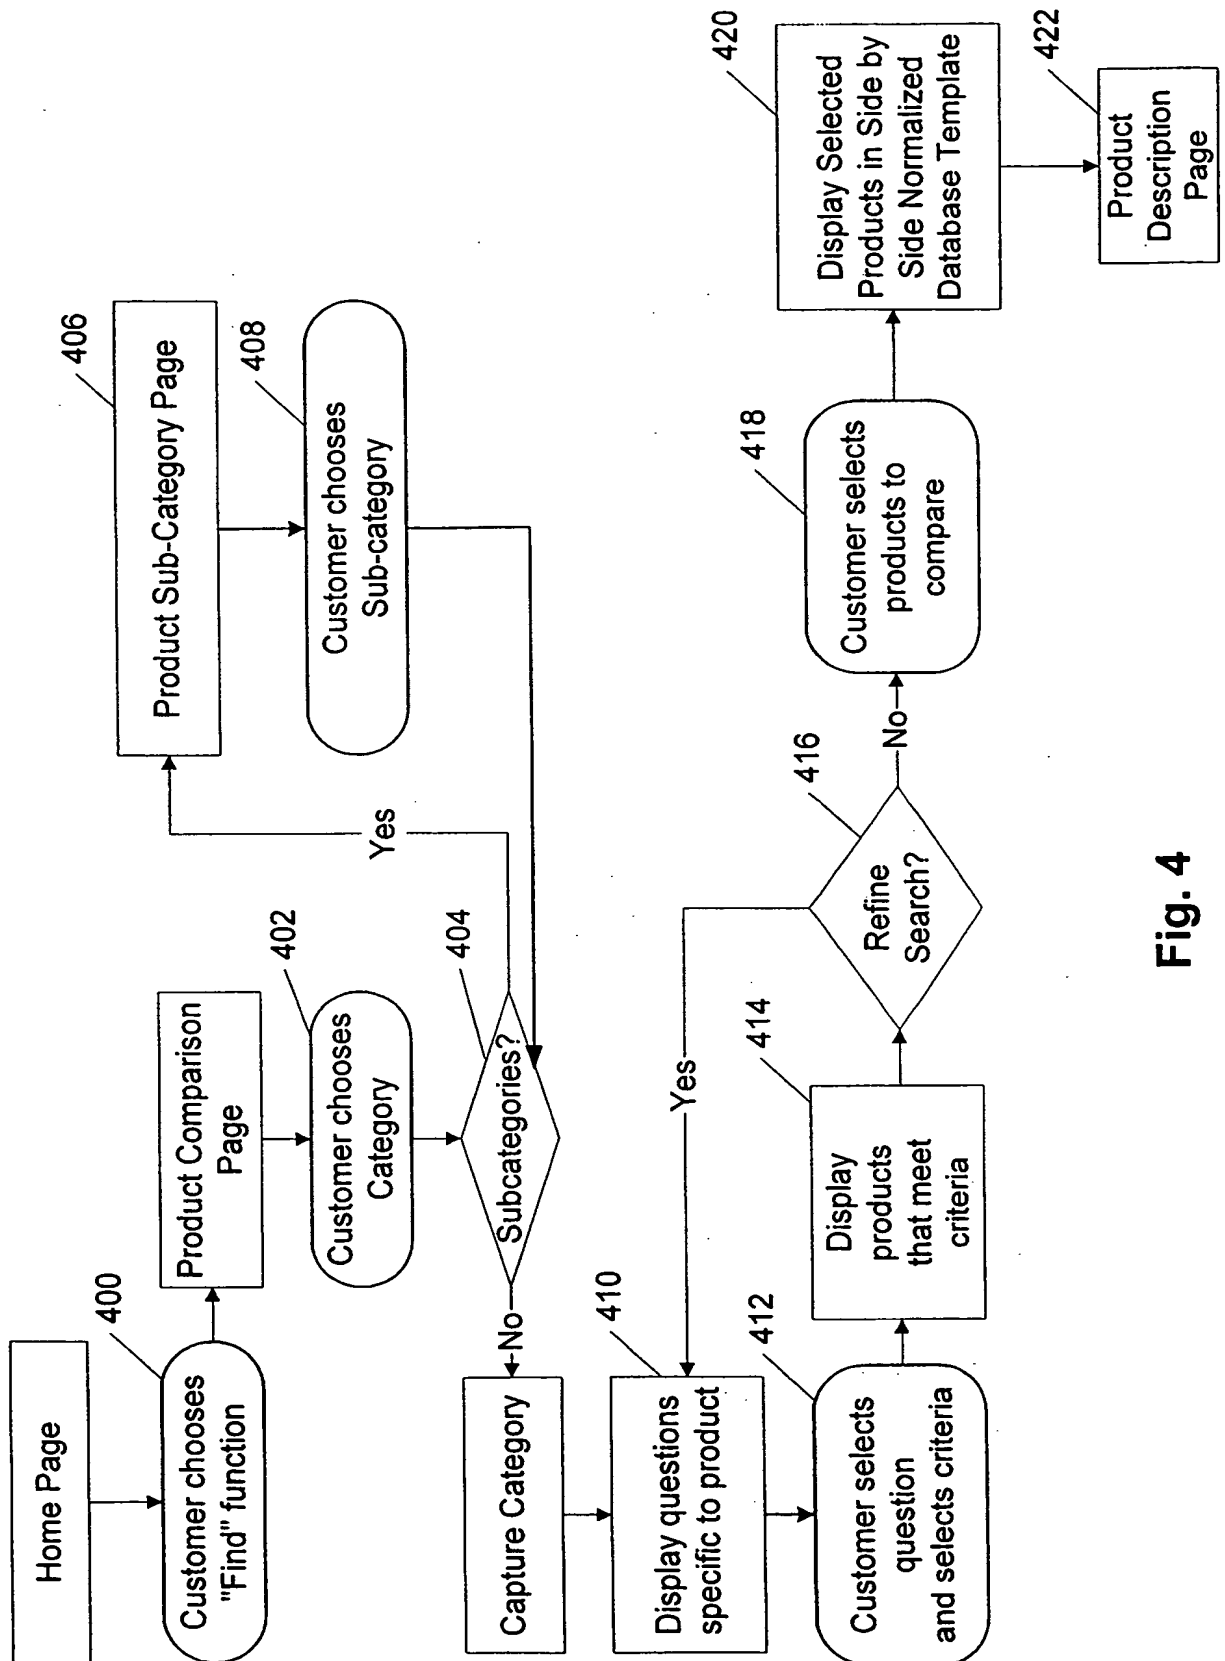 Home Page
400
Customer chooses
"Find" function
Product Comparison
Page
402
Customer chooses
Category
404
Subcategories?
Yes
406
Product Sub-Category Page
408
Customer chooses
Sub-category
No
Capture Category
410
Display questions
specific to product
412
Customer selects
question
and selects criteria
414
Display
products
that meet
criteria
416
Refine
Search?
Yes
No
418
Customer selects
products to
compare
420
Display Selected
Products in Side by
Side Normalized
Database Template
422
Product
Description
Page
Fig. 4